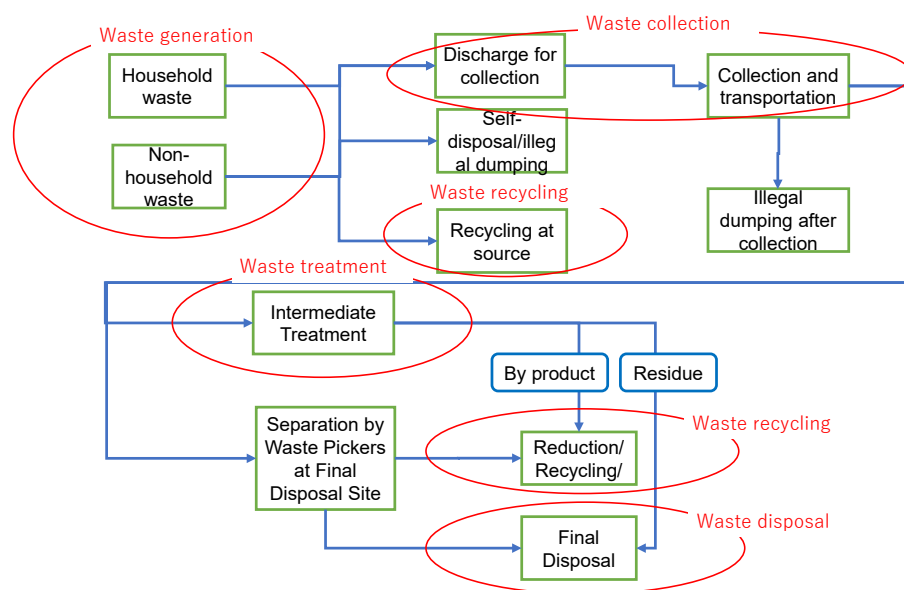 Waste generation
Household
waste
Non-
household
waste
Waste collection
Discharge for
collection
Collection and
transportation
Self-
disposal/illeg
al dumping
Waste recycling
Recycling at
source
Illegal
dumping after
collection
Waste treatment
Intermediate
Treatment
By product
Residue
Separation by
Waste Pickers
at Final
Disposal Site
Waste recycling
Reduction/
Recycling/
Waste disposal
Final
Disposal